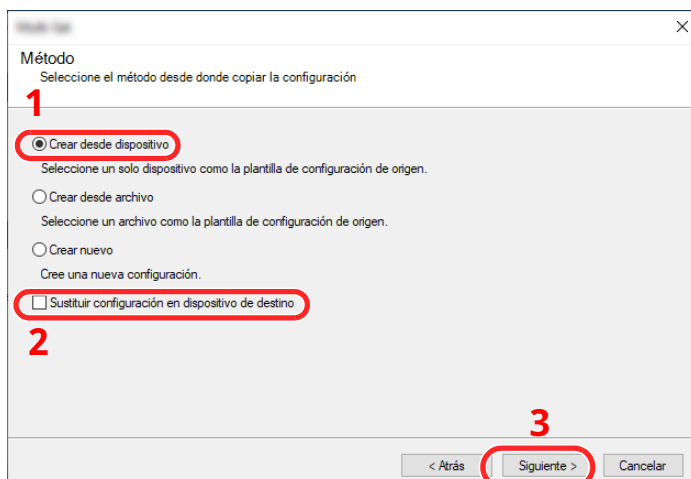 Método
Seleccione el método desde donde copiar la configuración
1
Crear desde dispositivo
Seleccione un solo dispositivo como la plantilla de configuración de origen.
Crear desde archivo
Seleccione un archivo como la plantilla de configuración de origen.
Crear nuevo
Cree una nueva configuración.
Sustituir configuración en dispositivo de destino
2
3
< Atrás Siguiente > Cancelar